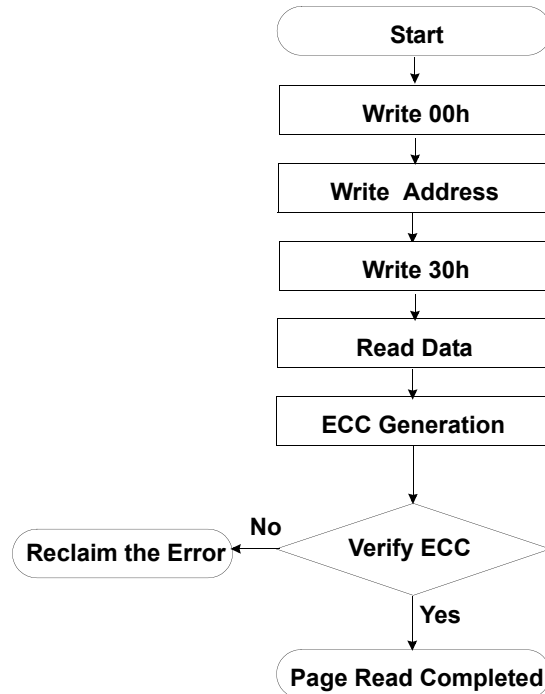 Start
Write 00h
Write Address
Write 30h
Read Data
ECC Generation
No
Reclaim the Error
Verify ECC
Yes
Page Read Completed